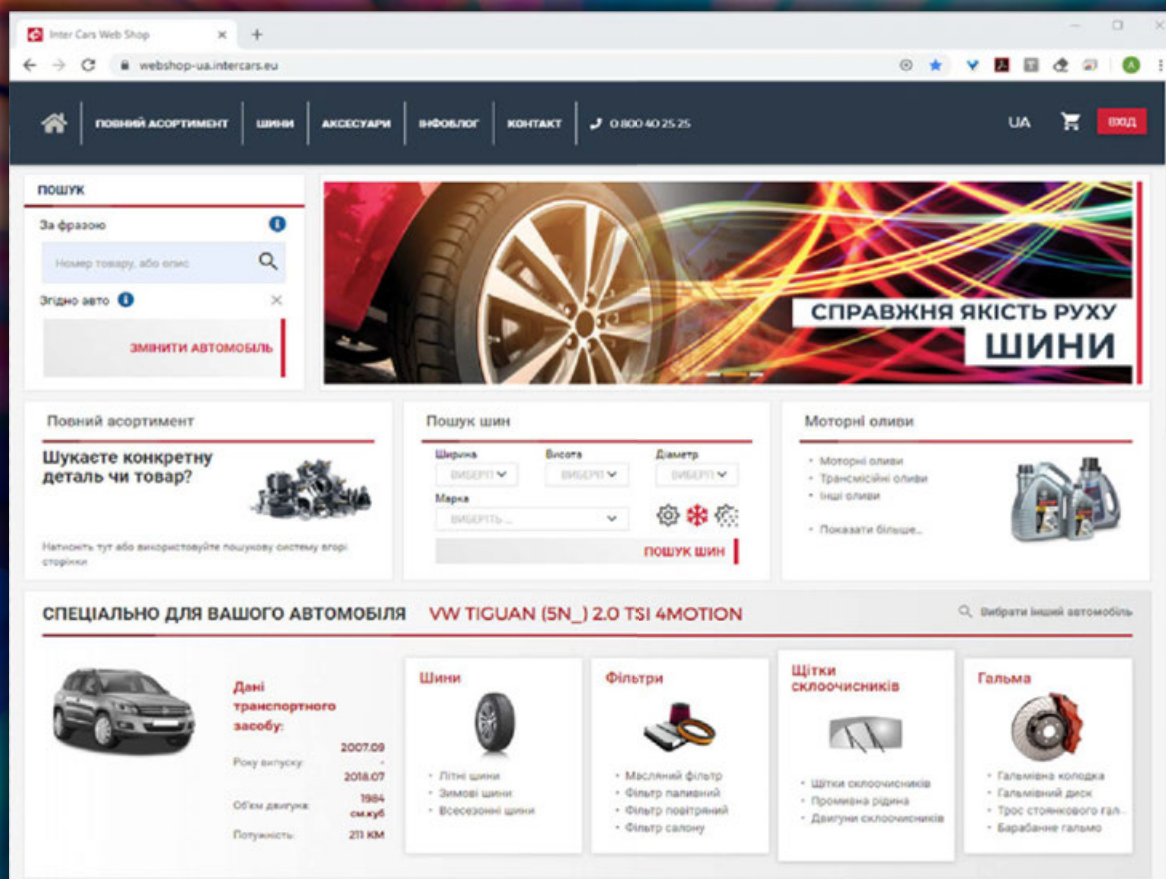 Inter Cars Web Shop
webshop-ua.intercars.eu
A
ПОВНИЙ АСОРТИМЕНТ
ШИНИ
АКСЕСУАРИ
ІНФОБЛОГ
КОНТАКТ
0 800 40 25 25
UA
ВХІД
ПОШУК
За фразою
Номер товару, або опис
Згідно авто
ЗМІНИТИ АВТОМОБІЛЬ
СПРАВЖНЯ ЯКІСТЬ РУХУ
ШИНИ
Повний асортимент
Шукаєте конкретну
деталь чи товар?
Натисніть тут або використовуйте пошукову систему вгорі
сторінки
Пошук шин
Ширина
Висота
Діаметр
ВИБЕРІТ
ВИБЕРІТ
ВИБЕРІТ
Марка
ВИБЕРІТЬ ...
ПОШУК ШИН
Моторні оливи
• Моторні оливи
• Трансмісійні оливи
• Інші оливи
• Показати більше...
СПЕЦІАЛЬНО ДЛЯ ВАШОГО АВТОМОБІЛЯ VW TIGUAN (5N_) 2.0 TSI 4MOTION
Вибрати інший автомобіль
Дані
транспортного
засобу:
Року випуску:
2007.09
-
2018.07
Об'єм двигуна:
1984
см.куб
Потужність:
211 KM
Шини
• Літні шини
• Зимові шини
• Всесезонні шини
Фільтри
• Масляний фільтр
• Фільтр паливний
• Фільтр повітряний
• Фільтр салону
Щітки
склоочисників
• Щітки склоочисників
• Промивна рідина
• Двигуни склоочисників
Гальма
• Гальмівна колодка
• Гальмівний диск
• Трос стоянкового гал...
• Барабанне гальмо